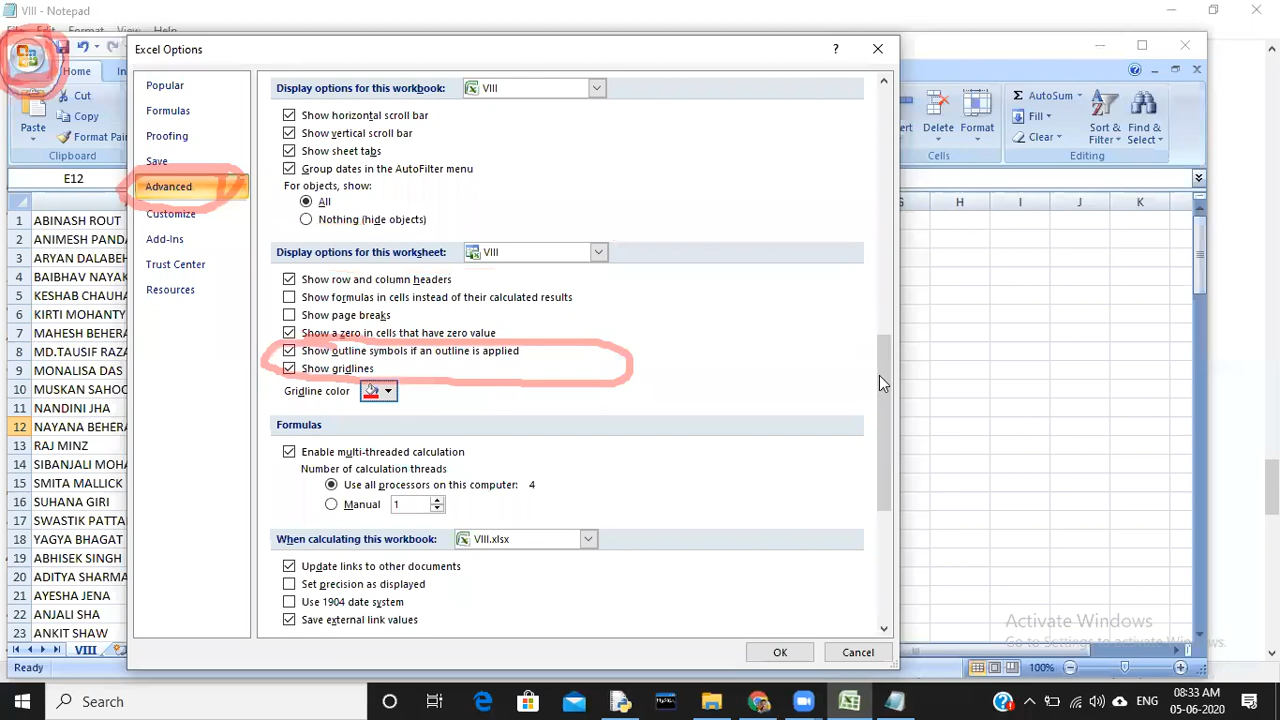 VIII - Notepad
File Edit Format View
Excel Options
Home
Cut
Copy
Format Pain
Paste
Clipboard
AutoSum
Fill
Clear
Delete
Format
Sort &
Filter
Find &
Select
Cells
Editing
E12
H I J K
1 ABINASH ROUT
2 ANIMESH PANDA
3 ARYAN DALABEH
4 BAIBHAV NAYAK
5 KESHAB CHAUHA
6 KIRTI MOHANTY
7 MAHESH BEHERA
8 MD.TAUSIF RAZA
9 MONALISA DAS
10 MUSKAN SAHOO
11 NANDINI JHA
12 NAYANA BEHERA
13 RAJ MINZ
14 SIBANJALI MOHA
15 SMITA MALLICK
16 SUHANA GIRI
17 SWASTIK PATTA
18 YAGYA BHAGAT
19 ABHISEK SINGH
20 ADITYA SHARMA
21 AYESHA JENA
22 ANJALI SHA
23 ANKIT SHAW
VIII
Ready
Popular
Formulas
Proofing
Save
Advanced
Customize
Add-Ins
Trust Center
Resources
Display options for this workbook: VIII
Show horizontal scroll bar
Show vertical scroll bar
Show sheet tabs
Group dates in the AutoFilter menu
For objects, show:
All
Nothing (hide objects)
Display options for this worksheet: VIII
Show row and column headers
Show formulas in cells instead of their calculated results
Show page breaks
Show a zero in cells that have zero value
Show outline symbols if an outline is applied
Show gridlines
Gridline color
Formulas
Enable multi-threaded calculation
Number of calculation threads
Use all processors on this computer: 4
Manual 1
When calculating this workbook: VIII.xlsx
Update links to other documents
Set precision as displayed
Use 1904 date system
Save external link values
OK Cancel
Activate Windows
Go to Settings to activate Windows.
100%
Search
ENG
08:33 AM
05-06-2020